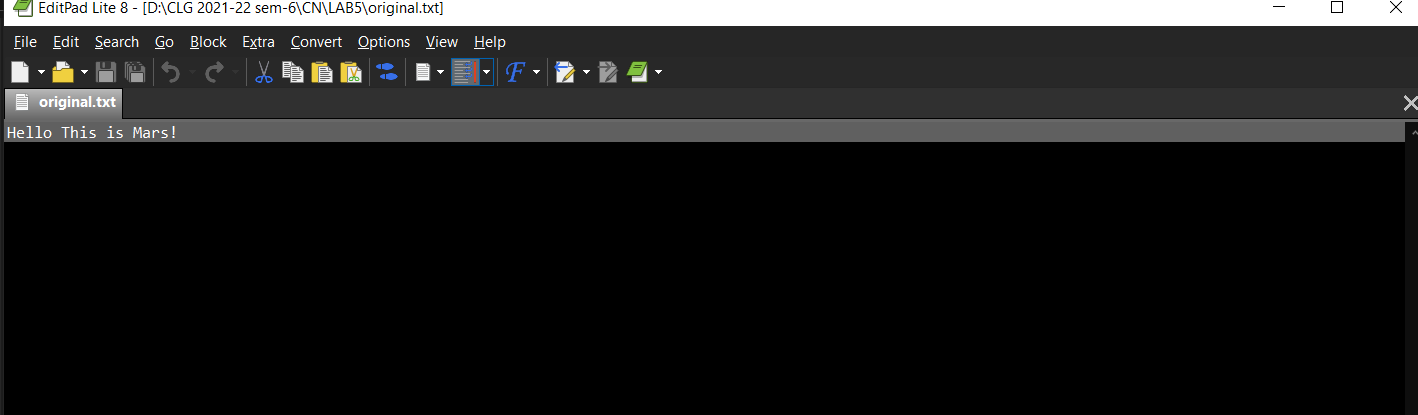 EditPad Lite 8 - [D:\CLG 2021-22 sem-6\CN\LAB5\original.txt]
File Edit Search Go Block Extra Convert Options View Help
F
original.txt
Hello This is Mars!